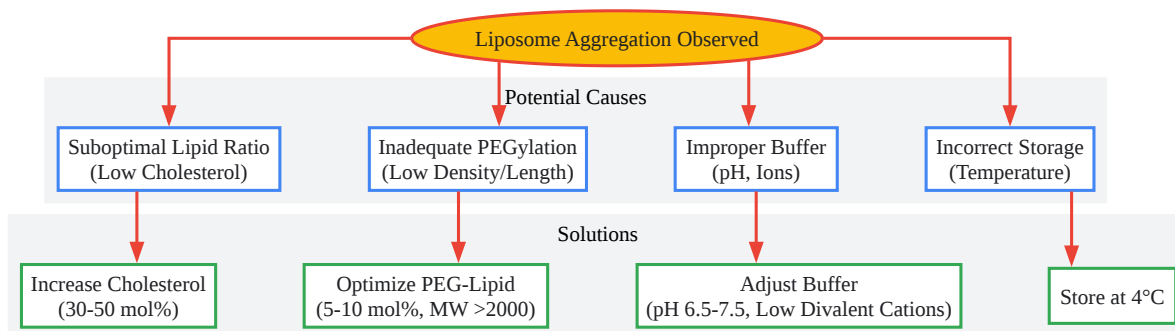 Liposome Aggregation Observed
Potential Causes
Suboptimal Lipid Ratio
(Low Cholesterol)
Inadequate PEGylation
(Low Density/Length)
Improper Buffer
(pH, Ions)
Incorrect Storage
(Temperature)
Solutions
Increase Cholesterol
(30-50 mol%)
Optimize PEG-Lipid
(5-10 mol%, MW >2000)
Adjust Buffer
(pH 6.5-7.5, Low Divalent Cations)
Store at 4°C